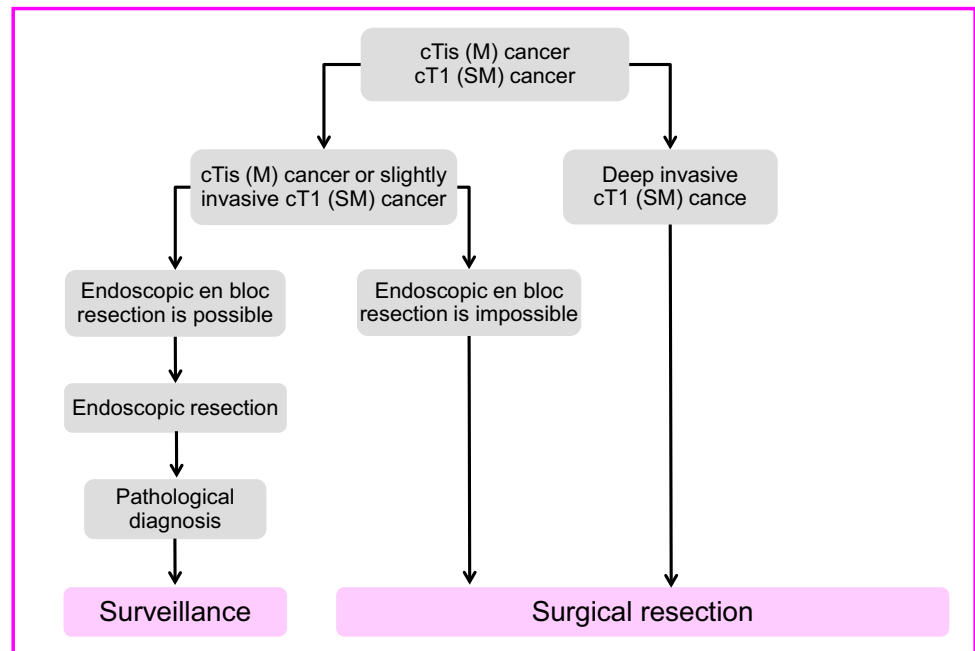 cTis (M) cancer
cT1 (SM) cancer
cTis (M) cancer or slightly
invasive cT1 (SM) cancer
Deep invasive
cT1 (SM) cance
Endoscopic en bloc
resection is possible
Endoscopic en bloc
resection is impossible
Endoscopic resection
Pathological
diagnosis
Surveillance
Surgical resection